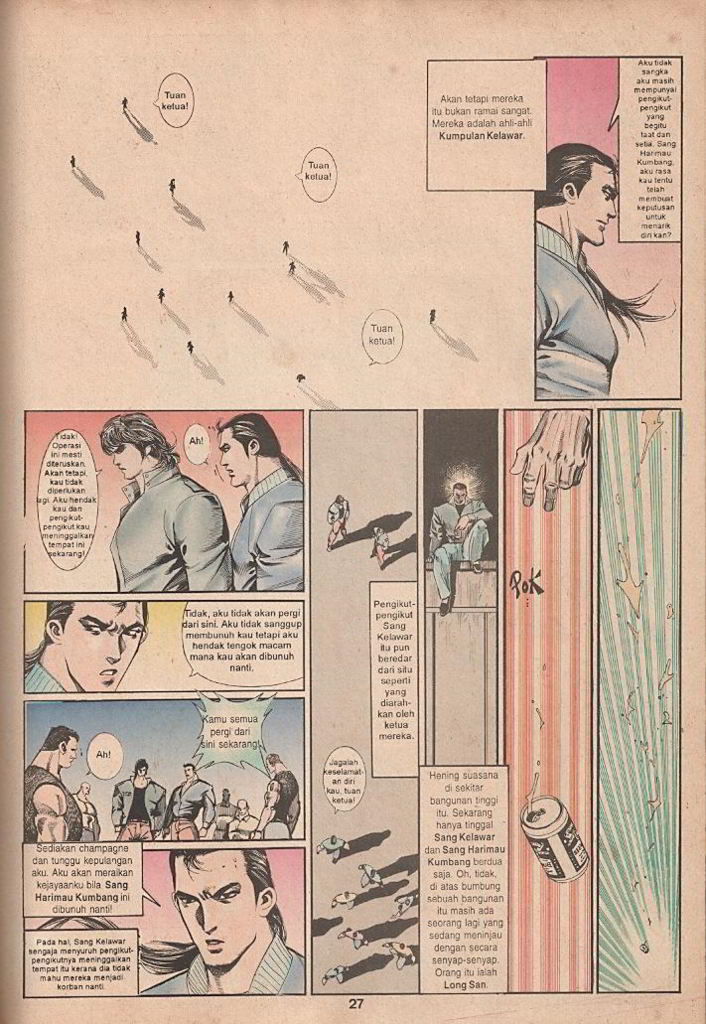 Tuan
ketua!
Tuan
ketua!
Tuan
ketua!
Akan tetapi mereka
itu bukan ramai sangat.
Mereka adalah ahli-ahli
Kumpulan Kelawar.
Aku tidak
sangka
aku masih
mempunyai
pengikut-
pengikut
yang
begitu
taat dan
setia. Sang
Harimau
Kumbang,
aku rasa
kau tentu
telah
membuat
keputusan
untuk
menarik
diri kan?
Tidak!
Operasi
ini mesti
diteruskan.
Akan tetapi,
kau tidak
diperlukan
lagi. Aku hendak
kau dan
pengikut-
pengikut kau
meninggalkan
tempat ini
sekarang!
Ah!
Tidak, aku tidak akan pergi
dari sini. Aku tidak sanggup
membunuh kau tetapi aku
hendak tengok macam
mana kau akan dibunuh
nanti.
Kamu semua
pergi dari
sini sekarang!
Ah!
Sediakan champagne
dan tunggu kepulangan
aku. Aku akan meraikan
kejayaanku bila Sang
Harimau Kumbang ini
dibunuh nanti!
Pada hal, Sang Kelawar
sengaja menyuruh pengikut-
pengikutnya meninggalkan
tempat itu kerana dia tidak
mahu mereka menjadi
korban nanti.
Pengikut-
pengikut
Sang
Kelawar
itu pun
beredar
dari situ
seperti
yang
diarah-
kan oleh
ketua
mereka.
Jagalah
keselamat-
an diri
kau, tuan
ketua!
Hening suasana
di sekitar
bangunan tinggi
itu. Sekarang
hanya tinggal
Sang Kelawar
dan Sang Harimau
Kumbang berdua
saja. Oh, tidak,
di atas bumbung
sebuah bangunan
itu masih ada
seorang lagi yang
sedang meninjau
dengan secara
senyap-senyap.
Orang itu ialah
Long San.
POK
27